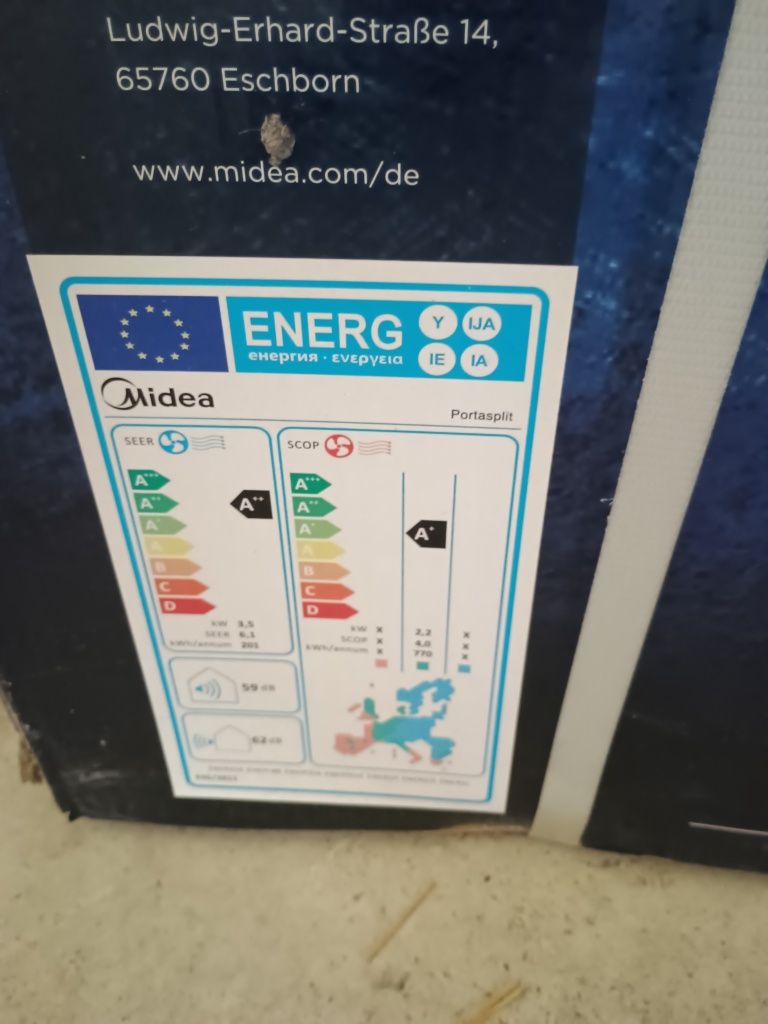 Ludwig-Erhard-Straße 14,
65760 Eschborn
www.midea.com/de
ENERG Y IJA
енергия · ενεργεια IE IA
Midea
Portasplit
SEER
A+++
A++
A+
A
B
C
D
A++
kW 3,5
SEER 6,1
kWh/annum 201
59 dB
62 dB
SCOP
A+++
A++
A+
A
B
C
D
A+
kW X 2,2 X
SCOP X 4,0 X
kWh/annum X 770 X